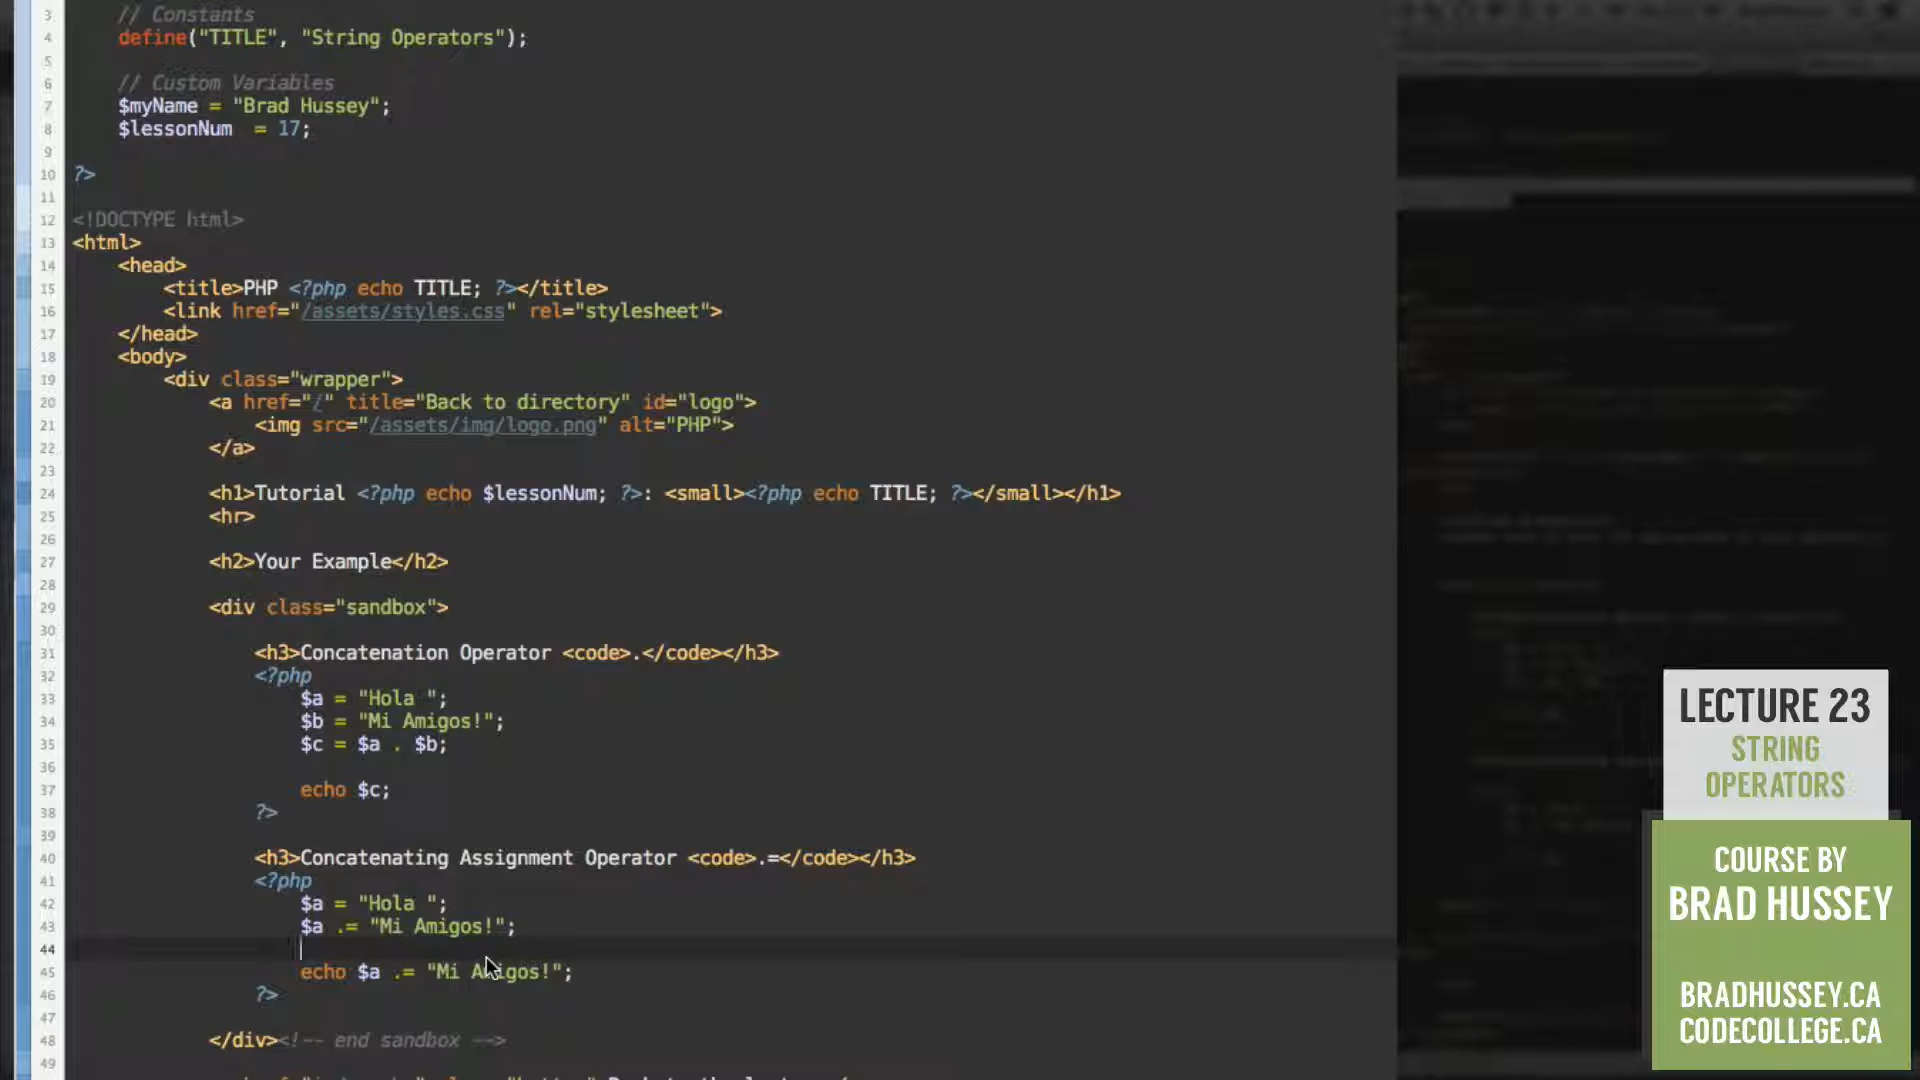 3 // Constants
4 define("TITLE", "String Operators");
5
6 // Custom Variables
7 $myName = "Brad Hussey";
8 $lessonNum  = 17;
9
10 ?>
11
12 <!DOCTYPE html>
13 <html>
14 <head>
15 <title>PHP <?php echo TITLE; ?></title>
16 <link href="/assets/styles.css" rel="stylesheet">
17 </head>
18 <body>
19 <div class="wrapper">
20 <a href="/" title="Back to directory" id="logo">
21 <img src="/assets/img/logo.png" alt="PHP">
22 </a>
23
24 <h1>Tutorial <?php echo $lessonNum; ?>: <small><?php echo TITLE; ?></small></h1>
25 <hr>
26
27 <h2>Your Example</h2>
28
29 <div class="sandbox">
30
31 <h3>Concatenation Operator <code>.</code></h3>
32 <?php
33 $a = "Hola ";
34 $b = "Mi Amigos!";
35 $c = $a . $b;
36
37 echo $c;
38 ?>
39
40 <h3>Concatenating Assignment Operator <code>.=</code></h3>
41 <?php
42 $a = "Hola ";
43 $a .= "Mi Amigos!";
44
45 echo $a .= "Mi Amigos!";
46 ?>
47
48 </div><!-- end sandbox -->
49
LECTURE 23
STRING
OPERATORS
COURSE BY
BRAD HUSSEY
BRADHUSSEY.CA
CODECOLLEGE.CA